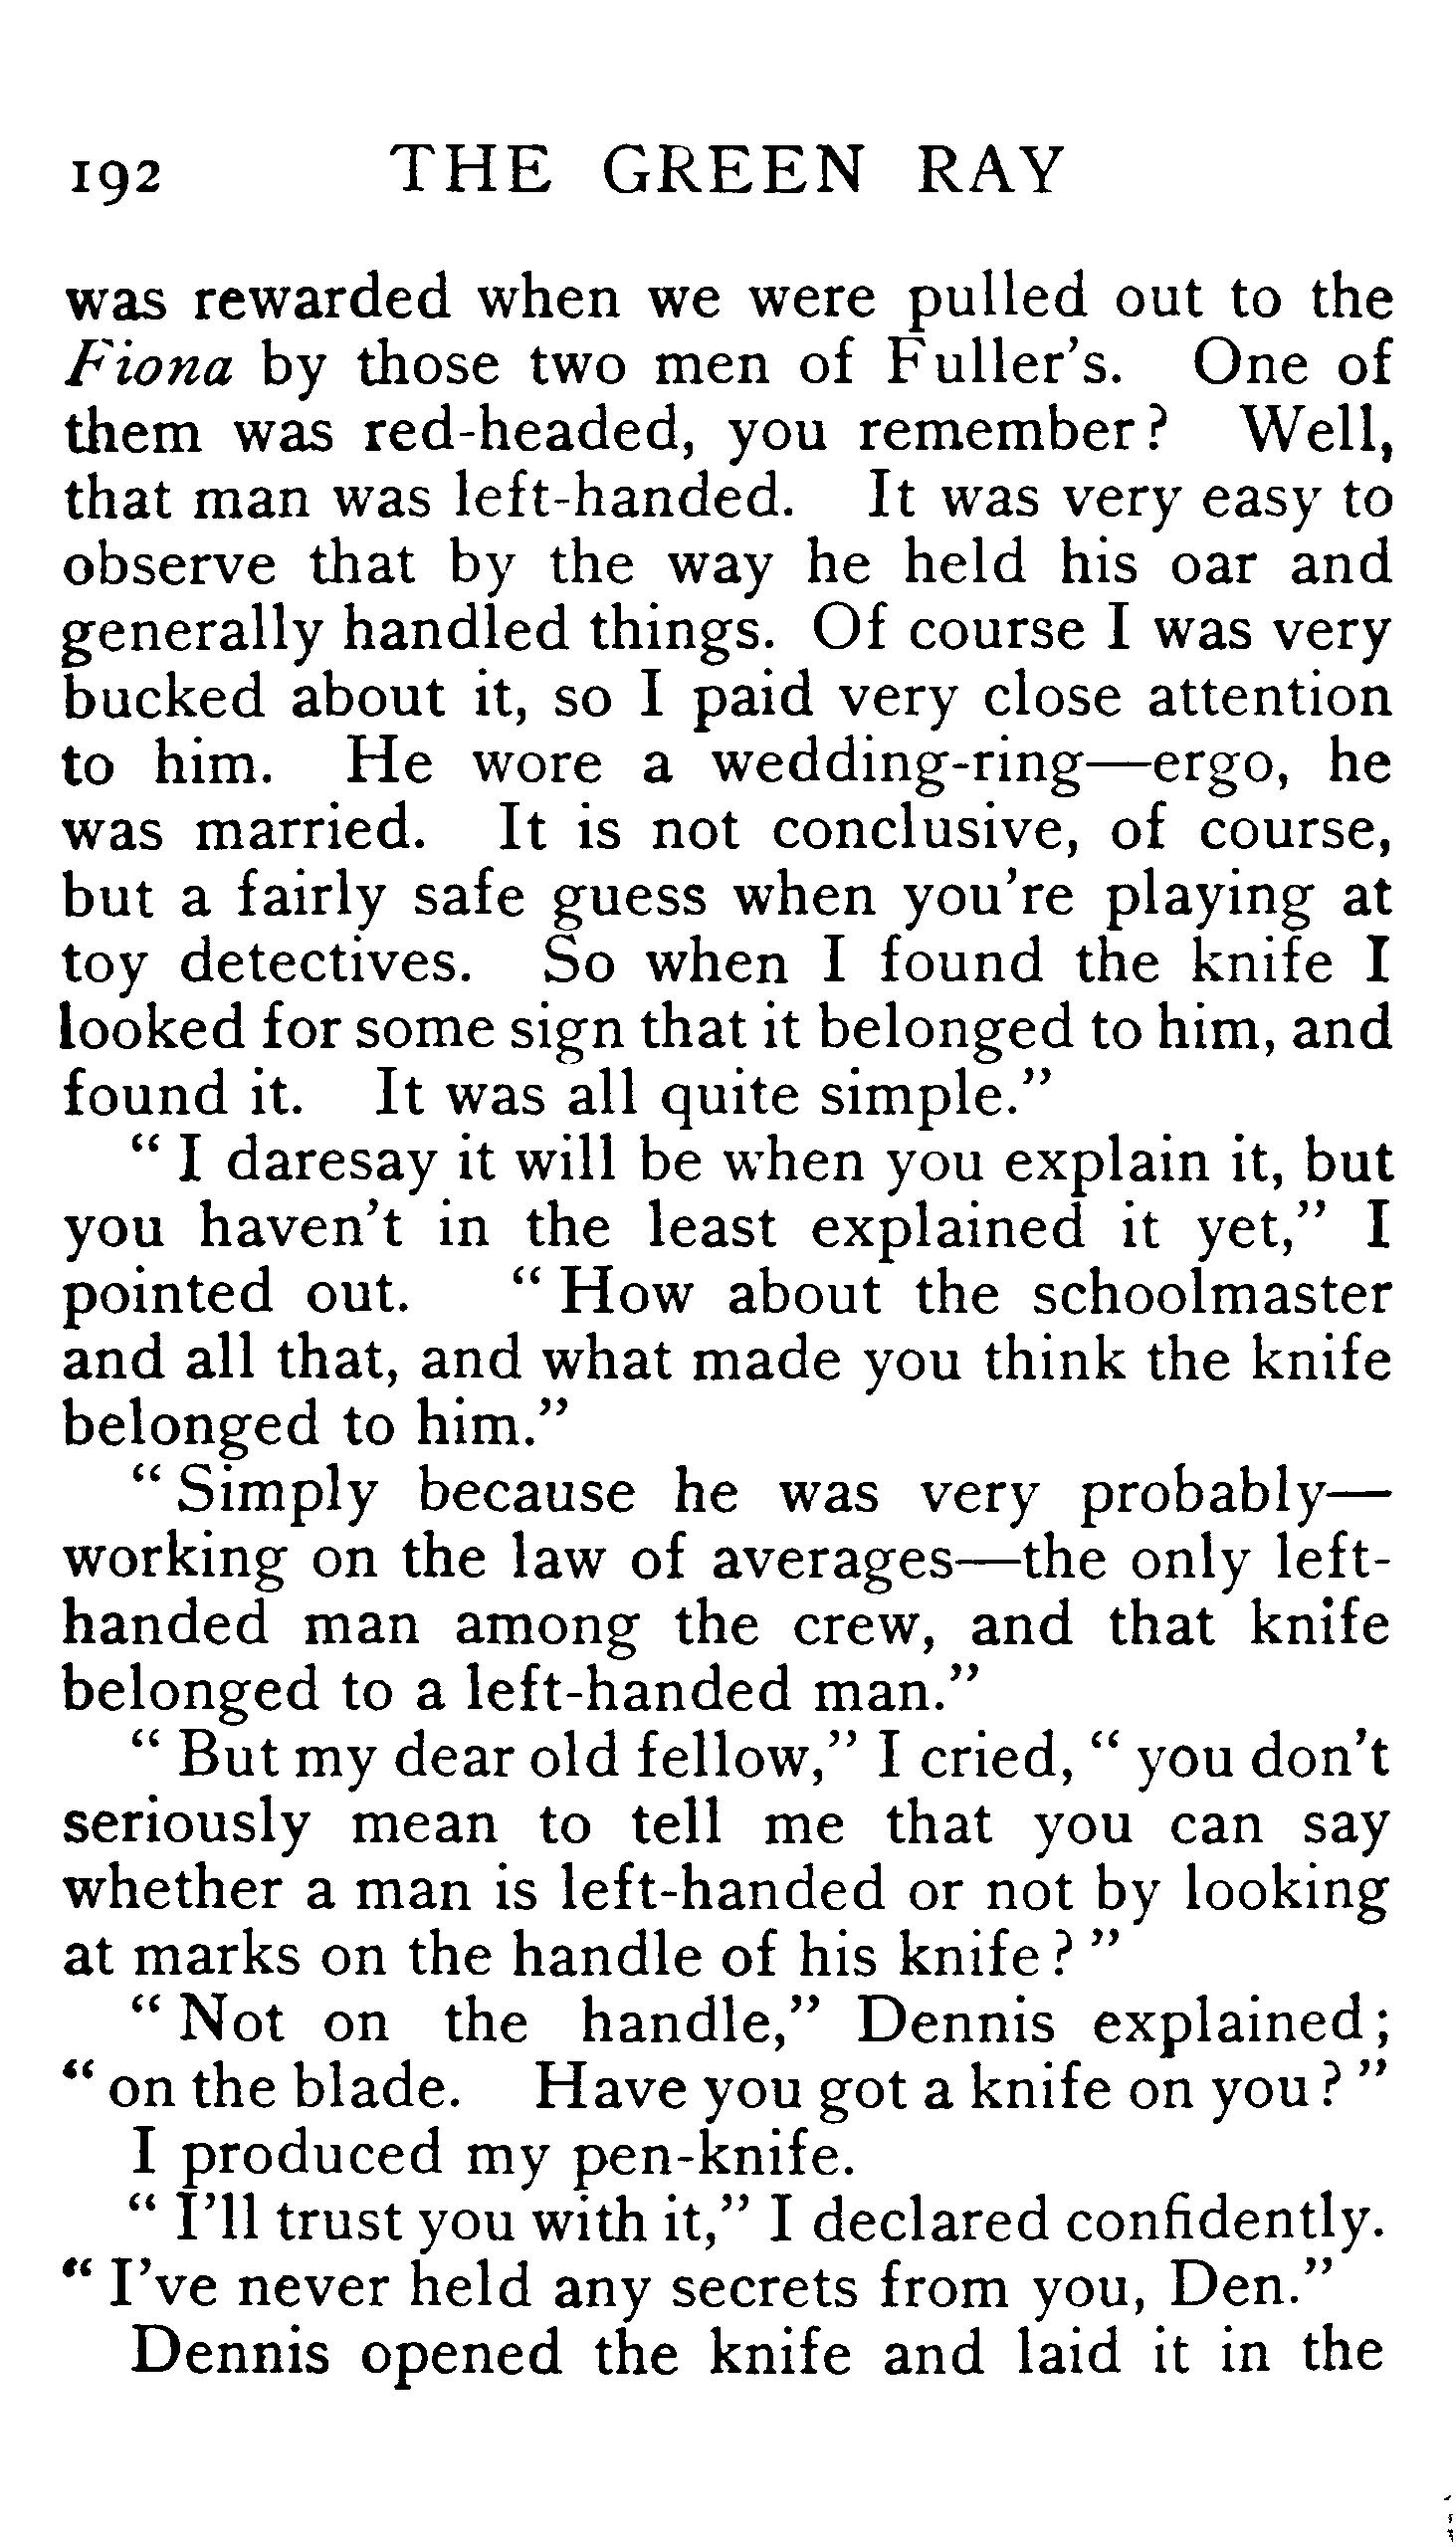 192 THE GREEN RAY
was rewarded when we were pulled out to the
Fiona by those two men of Fuller's. One of
them was red-headed, you remember? Well,
that man was left-handed. It was very easy to
observe that by the way he held his oar and
generally handled things. Of course I was very
bucked about it, so I paid very close attention
to him. He wore a wedding-ring—ergo, he
was married. It is not conclusive, of course,
but a fairly safe guess when you're playing at
toy detectives. So when I found the knife I
looked for some sign that it belonged to him, and
found it. It was all quite simple."
"I daresay it will be when you explain it, but
you haven't in the least explained it yet," I
pointed out. "How about the schoolmaster
and all that, and what made you think the knife
belonged to him."
"Simply because he was very probably—
working on the law of averages—the only left-
handed man among the crew, and that knife
belonged to a left-handed man."
"But my dear old fellow," I cried, "you don't
seriously mean to tell me that you can say
whether a man is left-handed or not by looking
at marks on the handle of his knife?"
"Not on the handle," Dennis explained;
"on the blade. Have you got a knife on you?"
I produced my pen-knife.
"I'll trust you with it," I declared confidently.
"I've never held any secrets from you, Den."
Dennis opened the knife and laid it in the